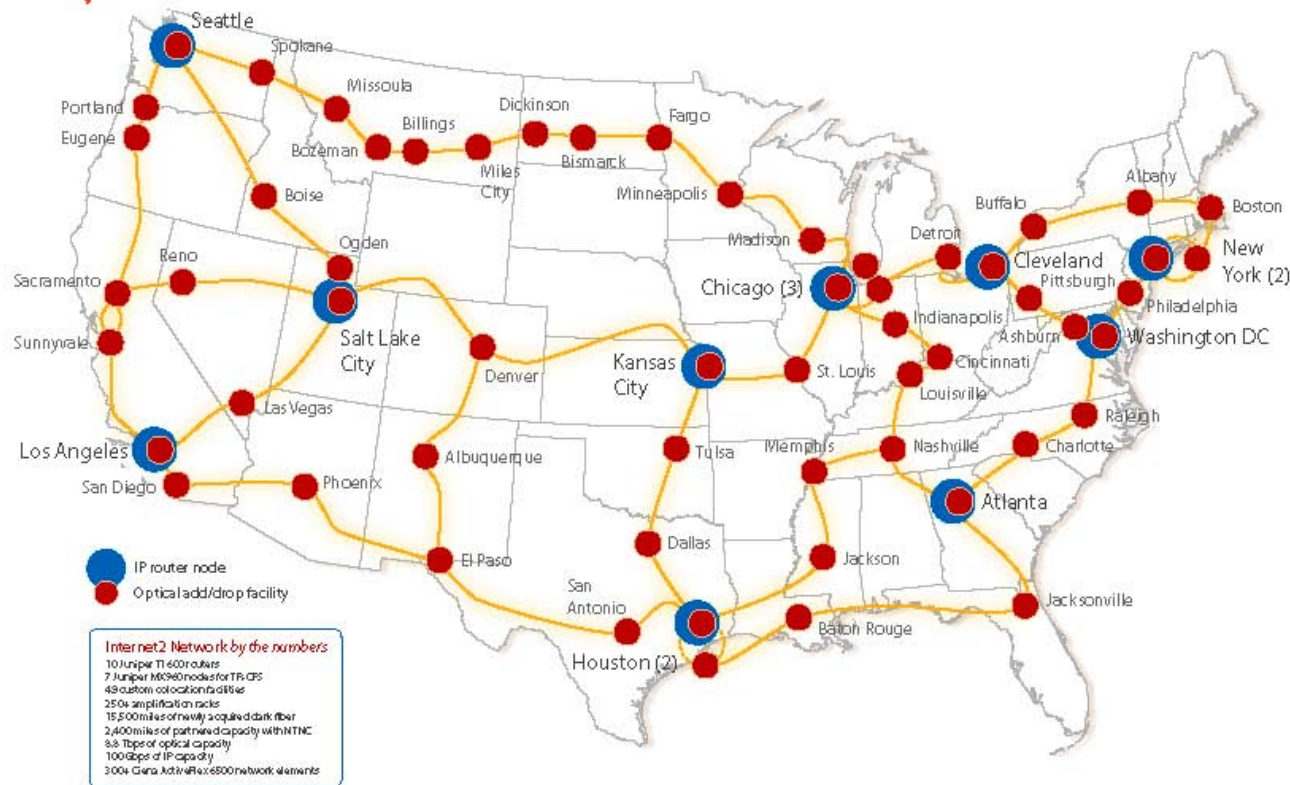 Seattle
Spokane
Missoula
Portland
Dickinson
Fargo
Billings
Eugene
Bozeman
Bismarck
Miles
City
Minneapolis
Boise
Albany
Buffalo
Boston
Madison
Detroit
Ogden
Reno
New
York (2)
Cleveland
Sacramento
Pittsburgh
Chicago (3)
Philadelphia
Indianapolis
Ashburn
Washington DC
Sunnyvale
Salt Lake
City
Kansas
City
Cincinnati
St. Louis
Denver
Louisville
Las Vegas
Raleigh
Los Angeles
Albuquerque
Tulsa
Memphis
Nashville
Charlotte
San Diego
Phoenix
Atlanta
Dallas
Jackson
El Paso
IP router node
San
Antonio
Optical add/drop facility
Jacksonville
Baton Rouge
Houston (2)
Internet2 Network by the numbers
10 Juniper T1600 routers
7 Juniper MX960 nodes for TR-CPS
49 custom colocation facilities
250+ amplification racks
15,500 miles of newly acquired dark fiber
2,400 miles of partnered capacity with NTNC
8.8 Tbps of optical capacity
100 Gbps of IP capacity
300+ Ciena ActiveFlex 6500 network elements